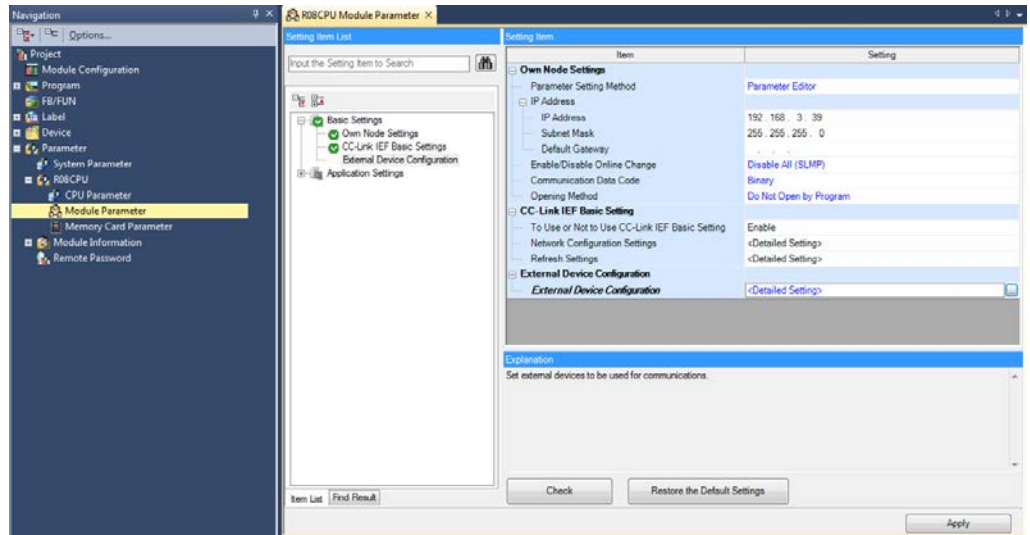 Navigation
Options...
Project
Module Configuration
Program
FB/FUN
Label
Device
Parameter
System Parameter
R08CPU
CPU Parameter
Module Parameter
Memory Card Parameter
Module Information
Remote Password
R08CPU Module Parameter
Setting Item List
Input the Setting Item to Search
Basic Settings
Own Node Settings
CC-Link IEF Basic Settings
External Device Configuration
Application Settings
Item List
Find Result
Setting Item
Item Setting
Own Node Settings
Parameter Setting Method Parameter Editor
IP Address
IP Address 192 . 168 . 3 . 39
Subnet Mask 255 . 255 . 255 . 0
Default Gateway . . .
Enable/Disable Online Change Disable All (SLMP)
Communication Data Code Binary
Opening Method Do Not Open by Program
CC-Link IEF Basic Setting
To Use or Not to Use CC-Link IEF Basic Setting Enable
Network Configuration Settings <Detailed Setting>
Refresh Settings <Detailed Setting>
External Device Configuration
External Device Configuration <Detailed Setting>
Explanation
Set external devices to be used for communications.
Check
Restore the Default Settings
Apply